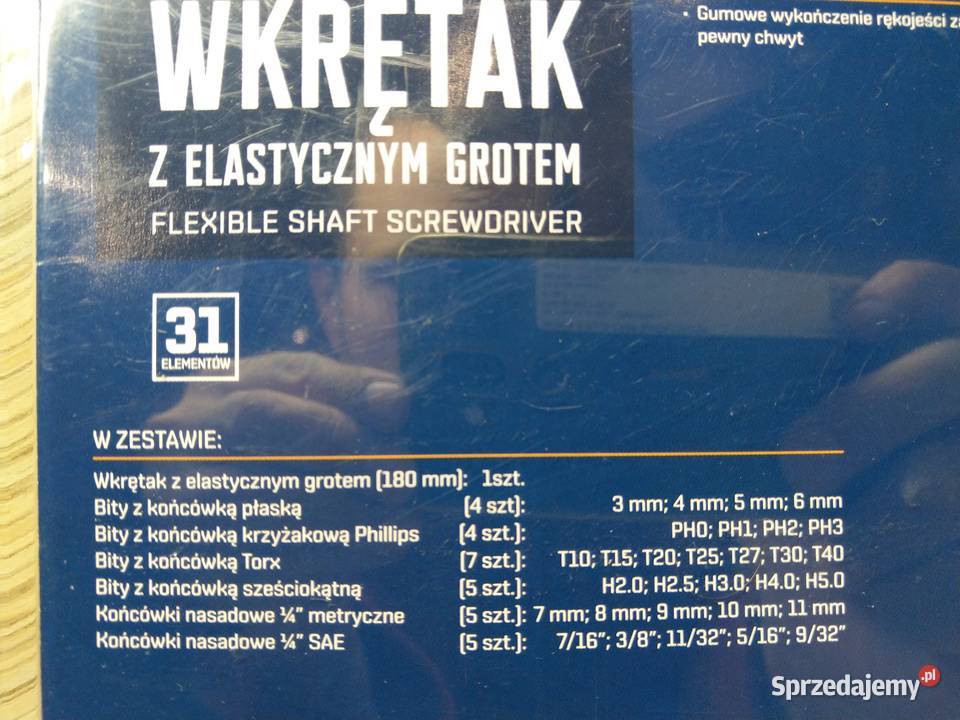 WKRĘTAK
Z ELASTYCZNYM GROTEM
FLEXIBLE SHAFT SCREWDRIVER
• Gumowe wykończenie rękojeści
pewny chwyt
31
ELEMENTÓW
W ZESTAWIE:
Wkrętak z elastycznym grotem (180 mm): 1szt.
Bity z końcówką płaską (4 szt): 3 mm; 4 mm; 5 mm; 6 mm
Bity z końcówką krzyżakową Phillips (4 szt.): PH0; PH1; PH2; PH3
Bity z końcówką Torx (7 szt.): T10; T15; T20; T25; T27; T30; T40
Bity z końcówką sześciokątną (5 szt.): H2.0; H2.5; H3.0; H4.0; H5.0
Końcówki nasadowe ¼” metryczne (5 szt.): 7 mm; 8 mm; 9 mm; 10 mm; 11 mm
Końcówki nasadowe ¼” SAE (5 szt.): 7/16”; 3/8”; 11/32”; 5/16”; 9/32”
Sprzedajemy.pl